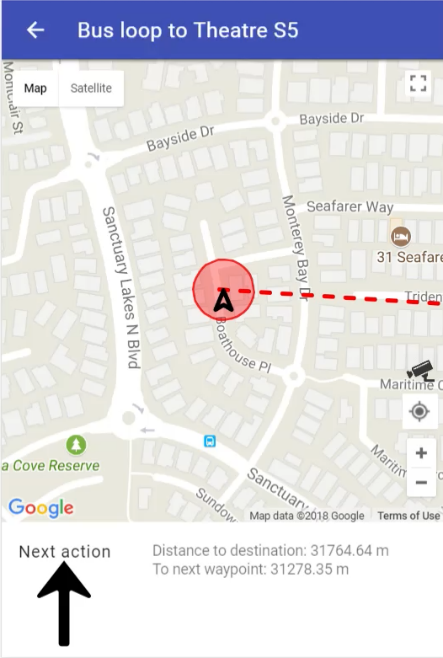 Bus loop to Theatre S5
Map
Satellite
Montclair St
Bayside Dr
Bayside Dr
Seafarer Way
31 Seafare
Sanctuary Lakes N Blvd
Monterey Bay Dr
Triden
Boathouse Pl
Maritime C
Maritim
a Cove Reserve
Sanctuary
Sundow
Google
Map data ©2018 Google
Terms of Use
Next action
Distance to destination: 31764.64 m
To next waypoint: 31278.35 m